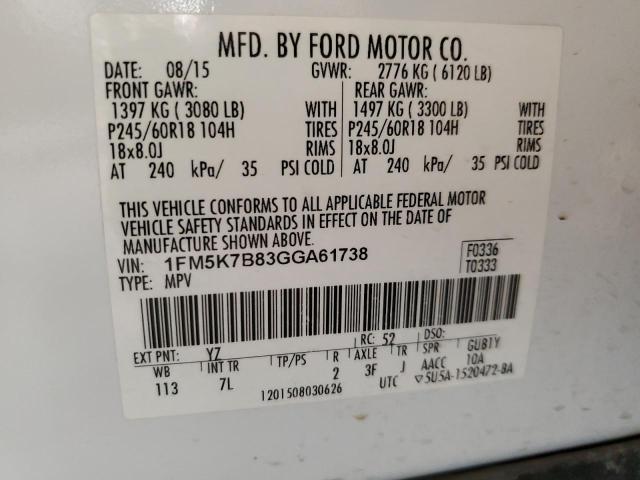 MFD. BY FORD MOTOR CO.
DATE: 08/15 GVWR: 2776 KG ( 6120 LB)
FRONT GAWR: REAR GAWR:
1397 KG ( 3080 LB) WITH 1497 KG ( 3300 LB) WITH
P245/60R18 104H TIRES P245/60R18 104H TIRES
18x8.0J RIMS 18x8.0J RIMS
AT 240 kPa/ 35 PSI COLD AT 240 kPa/ 35 PSI COLD
THIS VEHICLE CONFORMS TO ALL APPLICABLE FEDERAL MOTOR
VEHICLE SAFETY STANDARDS IN EFFECT ON THE DATE OF
MANUFACTURE SHOWN ABOVE.
VIN: 1FM5K7B83GGA61738 F0336
TYPE: MPV T0333
EXT PNT: YZ RC: 52 DSO:
WB INT TR TP/PS R AXLE TR SPR GUB1Y
113 7L 2 3F J AACC 10A
1201508030626 UTC ▽5U5A-1520472-BA